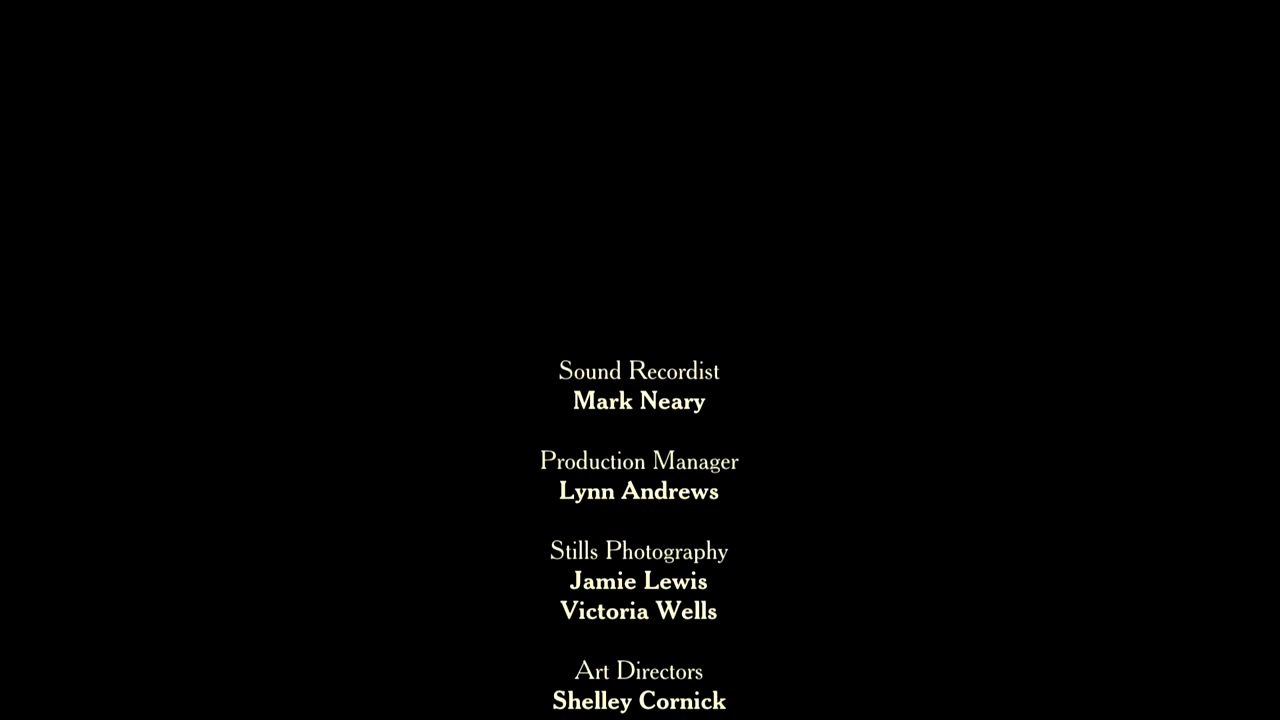 Sound Recordist
Mark Neary
Production Manager
Lynn Andrews
Stills Photography
Jamie Lewis
Victoria Wells
Art Directors
Shelley Cornick